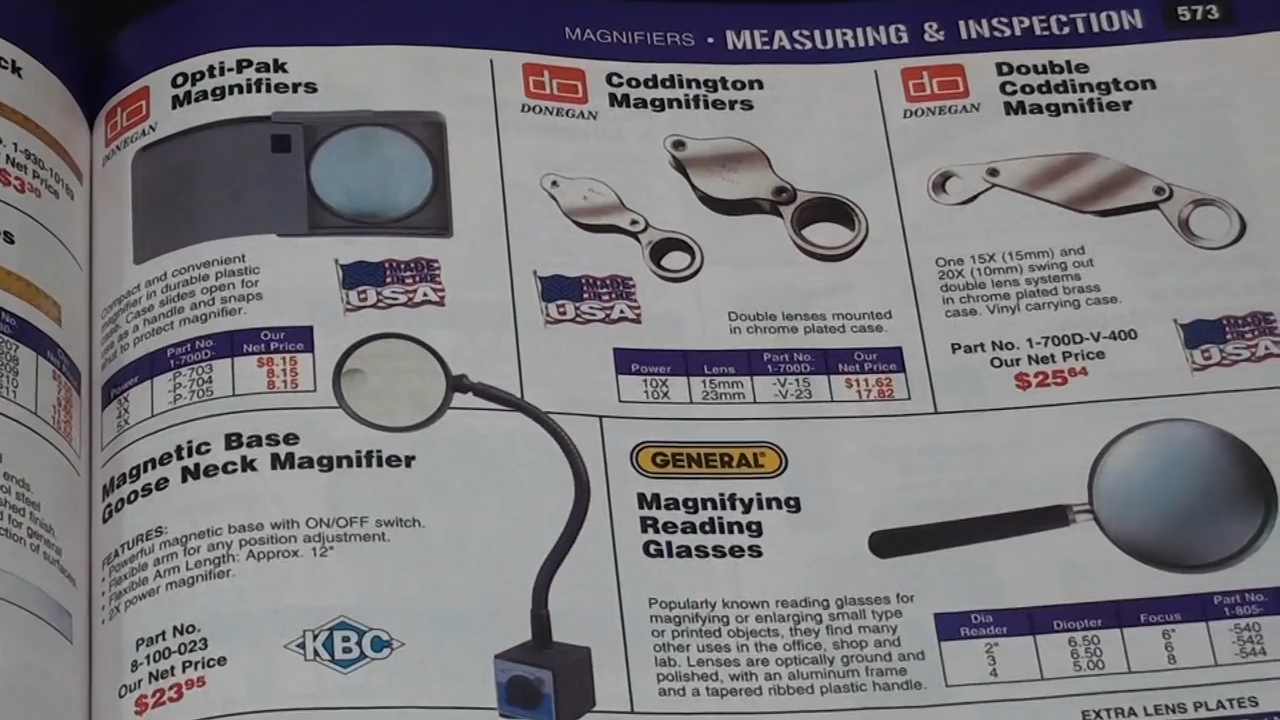 MAGNIFIERS • MEASURING & INSPECTION 573
ck
1-930-101
Net Price
$3.30
do
DONEGAN
Opti-Pak
Magnifiers
compact and convenient
magnifier in durable plastic
case. Case slides open for
use as a handle and snaps
shut to protect magnifier.
MADE
IN THE
USA
Power Part No. 1-700D- Our Net Price
3X -P-703 $8.15
4X -P-704 8.15
5X -P-705 8.15
do
DONEGAN
Coddington
Magnifiers
MADE
IN THE
USA
Double lenses mounted
in chrome plated case.
Power Lens Part No. 1-700D- Our Net Price
10X 15mm -V-15 $11.62
10X 23mm -V-23 17.82
do
DONEGAN
Double
Coddington
Magnifier
One 15X (15mm) and
20X (10mm) swing out
double lens systems
in chrome plated brass
case. Vinyl carrying case.
Part No. 1-700D-V-400
Our Net Price
$25.64
MADE
IN THE
USA
Magnetic Base
Goose Neck Magnifier
FEATURES:
• Powerful magnetic base with ON/OFF switch.
• Flexible arm for any position adjustment.
• Flexible Arm Length: Approx. 12"
• 2X power magnifier.
Part No.
8-100-023
Our Net Price
$23.95
KBC
GENERAL®
Magnifying
Reading
Glasses
Popularly known reading glasses for
magnifying or enlarging small type
or printed objects, they find many
other uses in the office, shop and
lab. Lenses are optically ground and
polished, with an aluminum frame
and a tapered ribbed plastic handle.
Dia Reader Diopter Focus Part No. 1-805-
2" 6.50 6" -540
3 6.50 6 -542
4 5.00 8 -544
EXTRA LENS PLATES